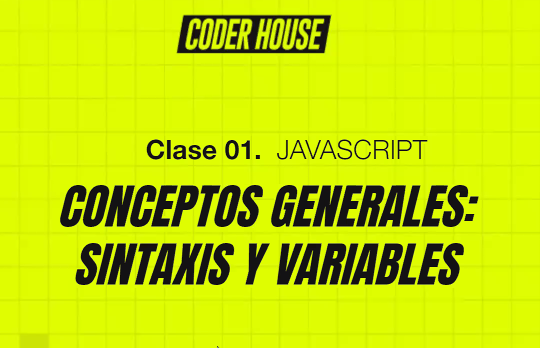 CODER HOUSE
Clase 01. JAVASCRIPT
CONCEPTOS GENERALES:
SINTAXIS Y VARIABLES